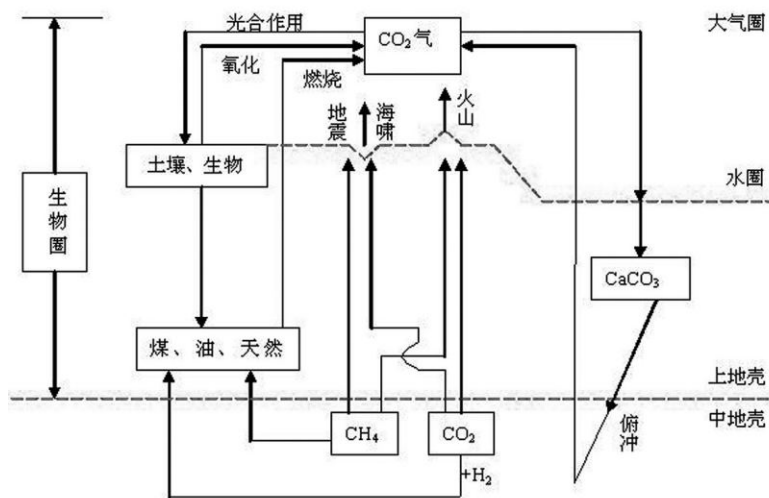 光合作用
CO₂气
大气圈
氧化
燃烧
地震
海啸
火山
土壤、生物
水圈
生物圈
CaCO₃
煤、油、天然
上地壳
中地壳
CH₄
CO₂
俯冲
+H₂